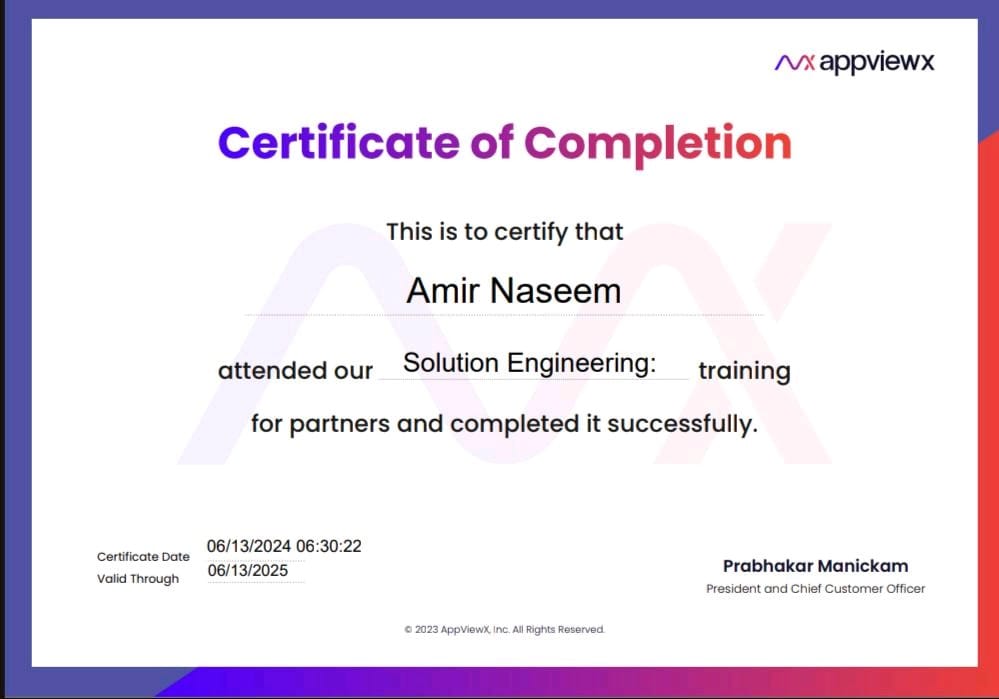 appviewx
Certificate of Completion
This is to certify that
Amir Naseem
attended our Solution Engineering: training
for partners and completed it successfully.
Certificate Date 06/13/2024 06:30:22
Valid Through 06/13/2025
Prabhakar Manickam
President and Chief Customer Officer
© 2023 AppViewX, Inc. All Rights Reserved.